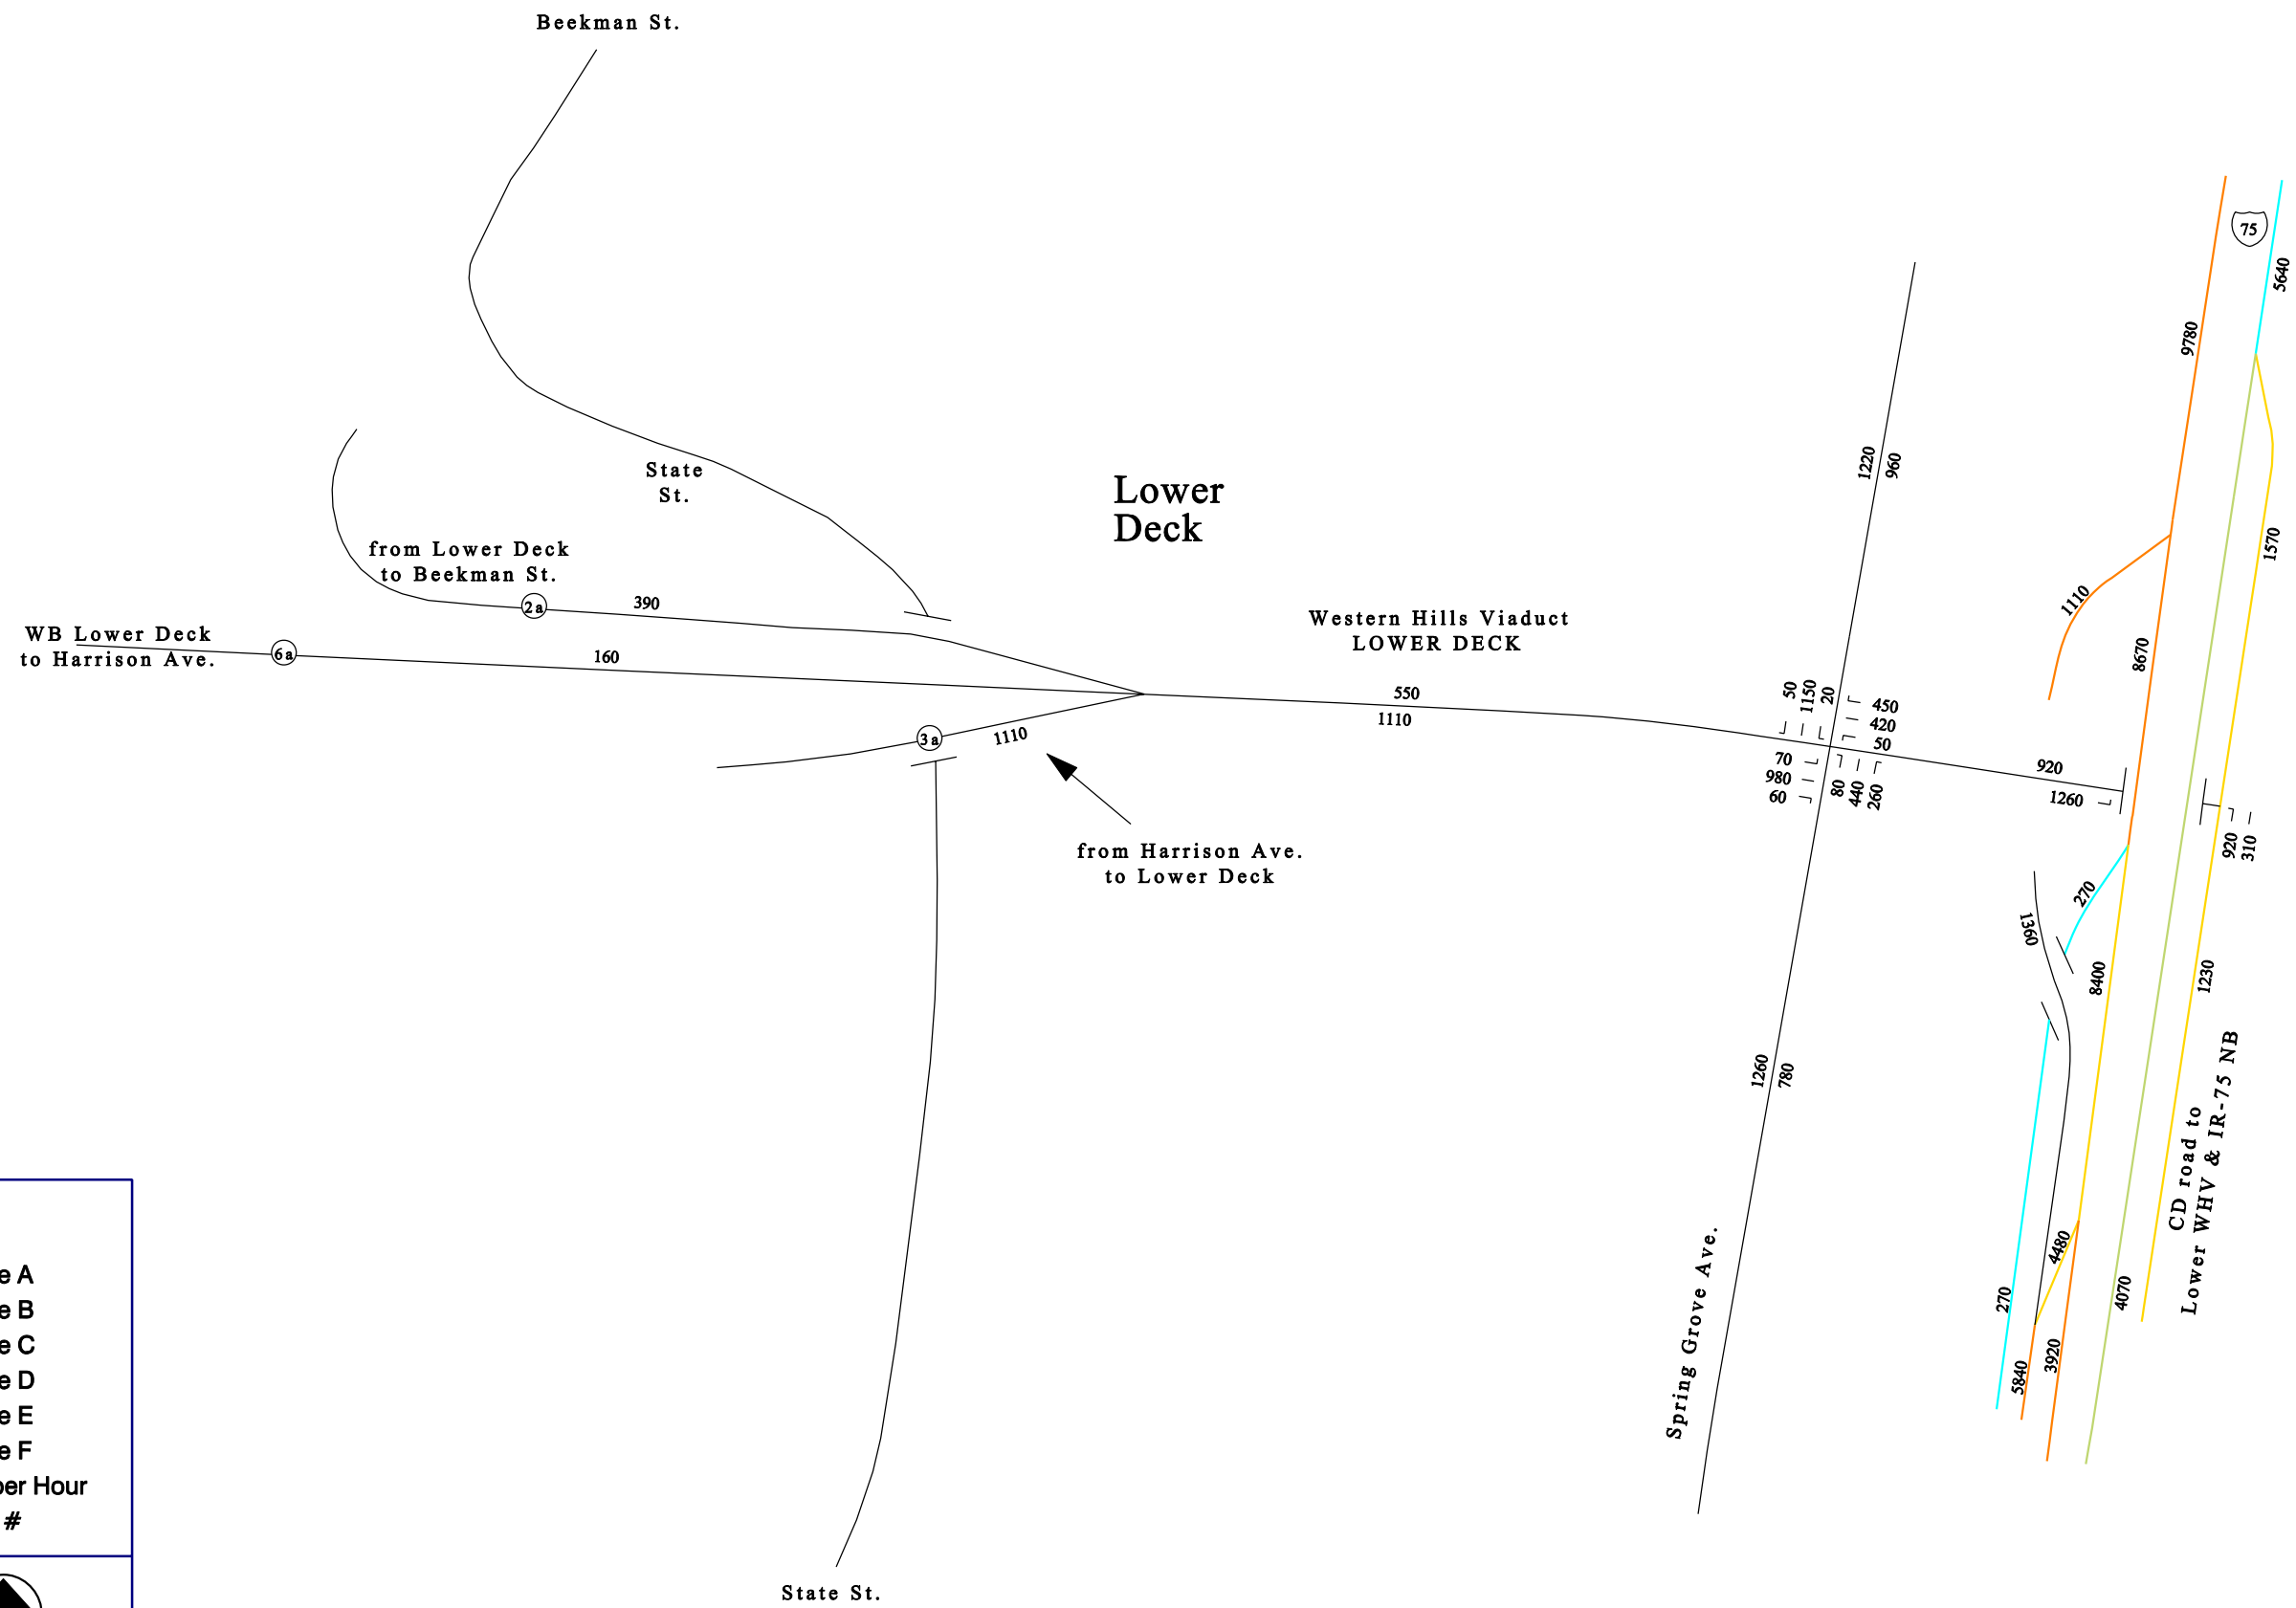 Beekman St.
75
5640
9780
1220
960
State
St.
Lower
Deck
1570
from Lower Deck
to Beekman St.
2a
390
1110
WB Lower Deck
to Harrison Ave.
6a
160
Western Hills Viaduct
LOWER DECK
8670
550
1110
50
1150
20
450
420
50
70
980
60
80
440
260
920
1260
920
310
3a
1110
from Harrison Ave.
to Lower Deck
270
1360
8400
1230
1260
780
CD road to
Lower WHV & IR-75 NB
Spring Grove Ave.
4480
270
4070
5840
3920
e A
e B
e C
e D
e E
e F
per Hour
#
State St.